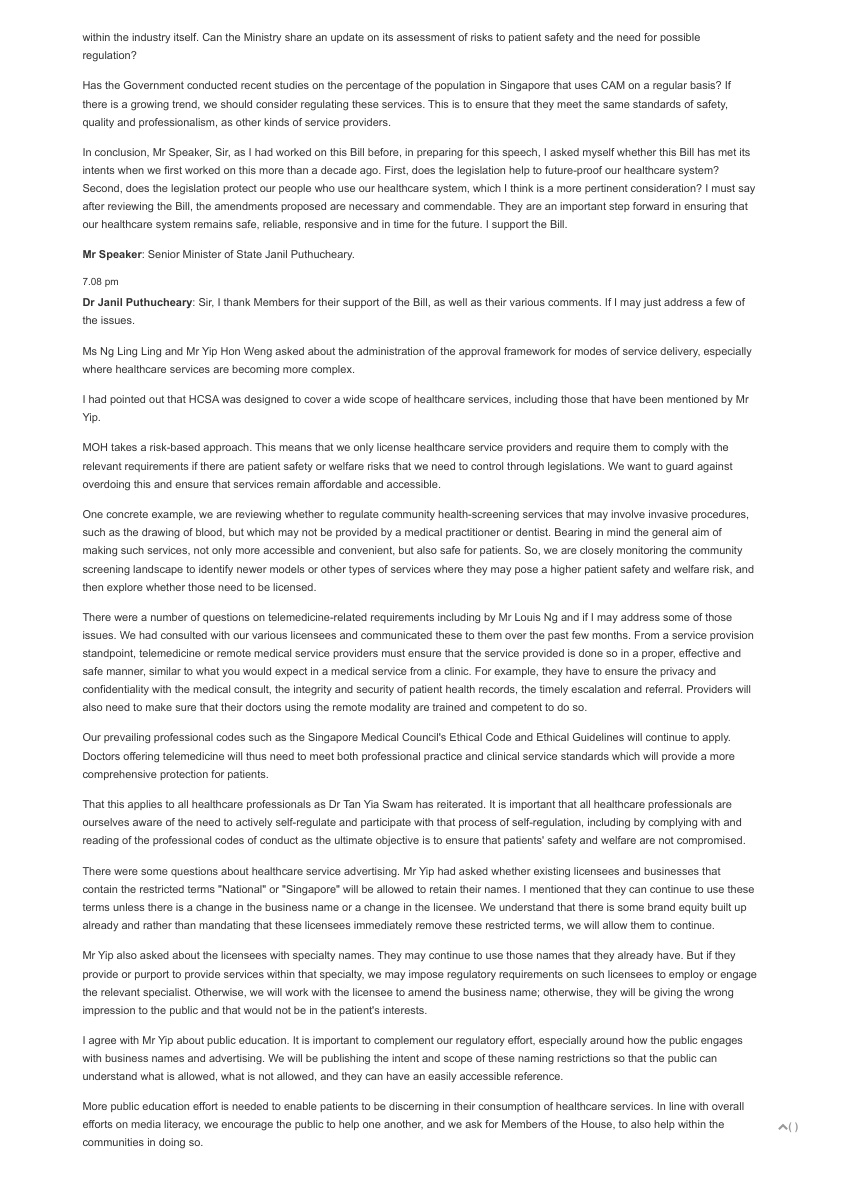 within the industry itself. Can the Ministry share an update on its assessment of risks to patient safety and the need for possible
regulation?
Has the Government conducted recent studies on the percentage of the population in Singapore that uses CAM on a regular basis? If
there is a growing trend, we should consider regulating these services. This is to ensure that they meet the same standards of safety,
quality and professionalism, as other kinds of service providers.
In conclusion, Mr Speaker, Sir, as I had worked on this Bill before, in preparing for this speech, I asked myself whether this Bill has met its
intents when we first worked on this more than a decade ago. First, does the legislation help to future-proof our healthcare system?
Second, does the legislation protect our people who use our healthcare system, which I think is a more pertinent consideration? I must say
after reviewing the Bill, the amendments proposed are necessary and commendable. They are an important step forward in ensuring that
our healthcare system remains safe, reliable, responsive and in time for the future. I support the Bill.
Mr Speaker: Senior Minister of State Janil Puthucheary.
7.08 pm
Dr Janil Puthucheary: Sir, I thank Members for their support of the Bill, as well as their various comments. If I may just address a few of
the issues.
Ms Ng Ling Ling and Mr Yip Hon Weng asked about the administration of the approval framework for modes of service delivery, especially
where healthcare services are becoming more complex.
I had pointed out that HCSA was designed to cover a wide scope of healthcare services, including those that have been mentioned by Mr
Yip.
MOH takes a risk-based approach. This means that we only license healthcare service providers and require them to comply with the
relevant requirements if there are patient safety or welfare risks that we need to control through legislations. We want to guard against
overdoing this and ensure that services remain affordable and accessible.
One concrete example, we are reviewing whether to regulate community health-screening services that may involve invasive procedures,
such as the drawing of blood, but which may not be provided by a medical practitioner or dentist. Bearing in mind the general aim of
making such services, not only more accessible and convenient, but also safe for patients. So, we are closely monitoring the community
screening landscape to identify newer models or other types of services where they may pose a higher patient safety and welfare risk, and
then explore whether those need to be licensed.
There were a number of questions on telemedicine-related requirements including by Mr Louis Ng and if I may address some of those
issues. We had consulted with our various licensees and communicated these to them over the past few months. From a service provision
standpoint, telemedicine or remote medical service providers must ensure that the service provided is done so in a proper, effective and
safe manner, similar to what you would expect in a medical service from a clinic. For example, they have to ensure the privacy and
confidentiality with the medical consult, the integrity and security of patient health records, the timely escalation and referral. Providers will
also need to make sure that their doctors using the remote modality are trained and competent to do so.
Our prevailing professional codes such as the Singapore Medical Council's Ethical Code and Ethical Guidelines will continue to apply.
Doctors offering telemedicine will thus need to meet both professional practice and clinical service standards which will provide a more
comprehensive protection for patients.
That this applies to all healthcare professionals as Dr Tan Yia Swam has reiterated. It is important that all healthcare professionals are
ourselves aware of the need to actively self-regulate and participate with that process of self-regulation, including by complying with and
reading of the professional codes of conduct as the ultimate objective is to ensure that patients' safety and welfare are not compromised.
There were some questions about healthcare service advertising. Mr Yip had asked whether existing licensees and businesses that
contain the restricted terms "National" or "Singapore" will be allowed to retain their names. I mentioned that they can continue to use these
terms unless there is a change in the business name or a change in the licensee. We understand that there is some brand equity built up
already and rather than mandating that these licensees immediately remove these restricted terms, we will allow them to continue.
Mr Yip also asked about the licensees with specialty names. They may continue to use those names that they already have. But if they
provide or purport to provide services within that specialty, we may impose regulatory requirements on such licensees to employ or engage
the relevant specialist. Otherwise, we will work with the licensee to amend the business name; otherwise, they will be giving the wrong
impression to the public and that would not be in the patient's interests.
I agree with Mr Yip about public education. It is important to complement our regulatory effort, especially around how the public engages
with business names and advertising. We will be publishing the intent and scope of these naming restrictions so that the public can
understand what is allowed, what is not allowed, and they can have an easily accessible reference.
More public education effort is needed to enable patients to be discerning in their consumption of healthcare services. In line with overall
efforts on media literacy, we encourage the public to help one another, and we ask for Members of the House, to also help within the
communities in doing so.
( )